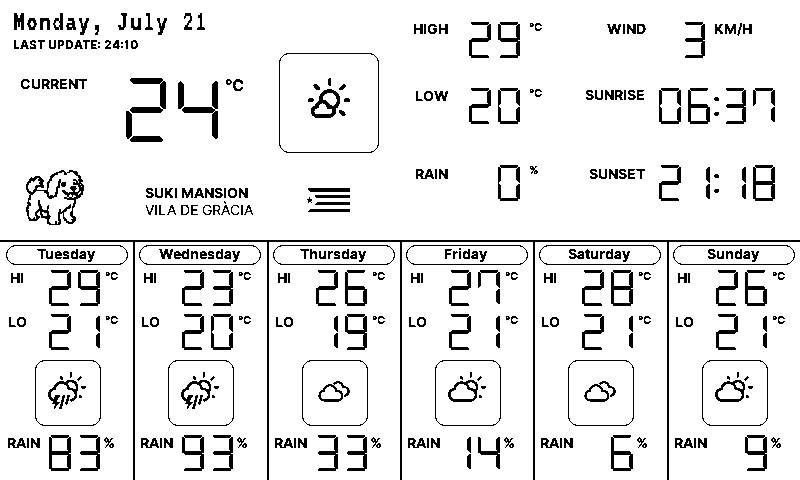 Monday, July 21
LAST UPDATE: 24:10
CURRENT 24 °C
HIGH 29 °C
LOW 20 °C
RAIN 0 %
WIND 3 KM/H
SUNRISE 06:37
SUNSET 21:18
SUKI MANSION
VILA DE GRÀCIA
Tuesday
HI 29 °C
LO 21 °C
RAIN 83 %
Wednesday
HI 23 °C
LO 20 °C
RAIN 93 %
Thursday
HI 26 °C
LO 19 °C
RAIN 33 %
Friday
HI 27 °C
LO 21 °C
RAIN 14 %
Saturday
HI 28 °C
LO 21 °C
RAIN 6 %
Sunday
HI 26 °C
LO 21 °C
RAIN 9 %